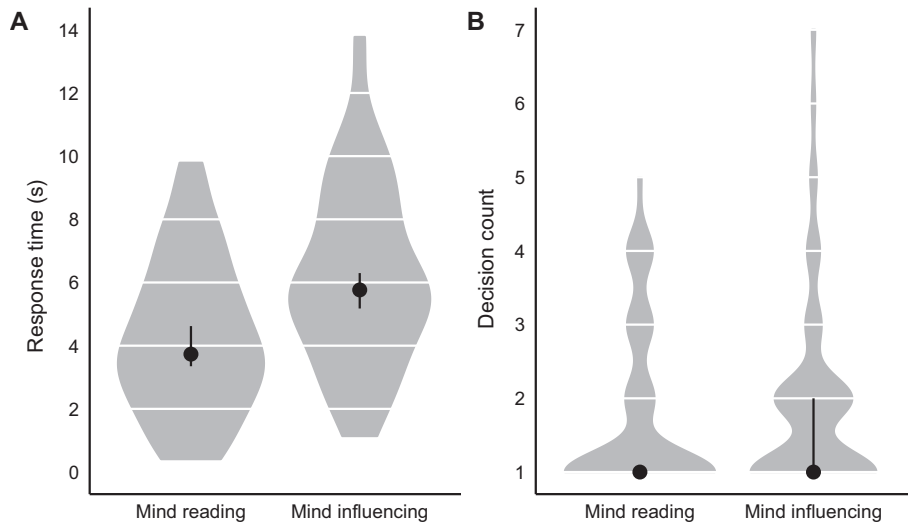 A
Response time (s)
14
12
10
8
6
4
2
0
Mind reading
Mind influencing
B
Decision count
7
6
5
4
3
2
1
Mind reading
Mind influencing